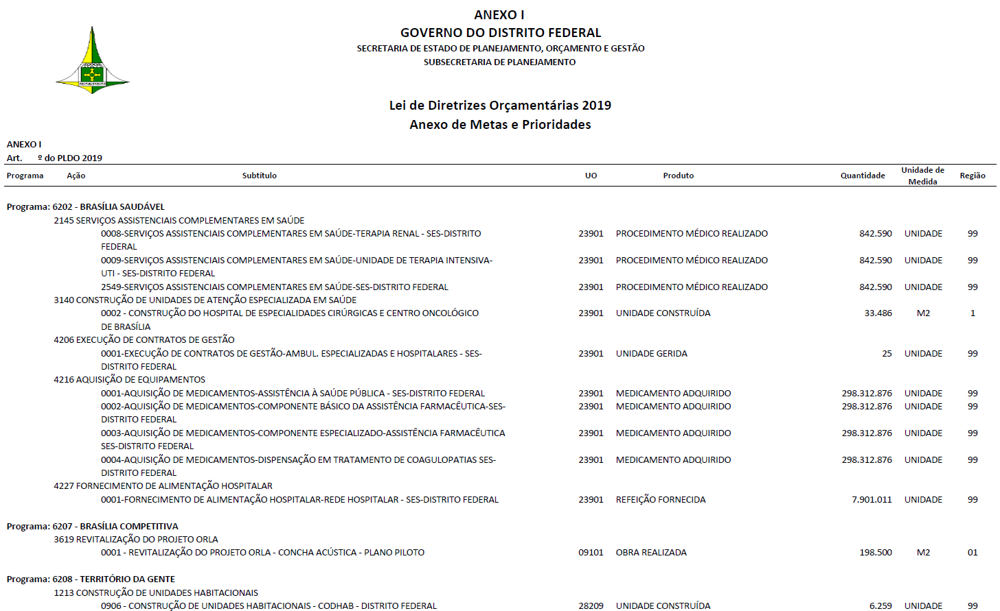 ANEXO I
GOVERNO DO DISTRITO FEDERAL
SECRETARIA DE ESTADO DE PLANEJAMENTO, ORÇAMENTO E GESTÃO
SUBSECRETARIA DE PLANEJAMENTO
Lei de Diretrizes Orçamentárias 2019
Anexo de Metas e Prioridades
ANEXO I
Art. º do PLDO 2019
Programa Ação Subtítulo UO Produto Quantidade Unidade de Medida Região
Programa: 6202 - BRASÍLIA SAUDÁVEL
2145 SERVIÇOS ASSISTENCIAIS COMPLEMENTARES EM SAÚDE
0008-SERVIÇOS ASSISTENCIAIS COMPLEMENTARES EM SAÚDE-TERAPIA RENAL - SES-DISTRITO 23901 PROCEDIMENTO MÉDICO REALIZADO 842.590 UNIDADE 99
FEDERAL
0009-SERVIÇOS ASSISTENCIAIS COMPLEMENTARES EM SAÚDE-UNIDADE DE TERAPIA INTENSIVA- 23901 PROCEDIMENTO MÉDICO REALIZADO 842.590 UNIDADE 99
UTI - SES-DISTRITO FEDERAL
2549-SERVIÇOS ASSISTENCIAIS COMPLEMENTARES EM SAÚDE-SES-DISTRITO FEDERAL 23901 PROCEDIMENTO MÉDICO REALIZADO 842.590 UNIDADE 99
3140 CONSTRUÇÃO DE UNIDADES DE ATENÇÃO ESPECIALIZADA EM SAÚDE
0002 - CONSTRUÇÃO DO HOSPITAL DE ESPECIALIDADES CIRÚRGICAS E CENTRO ONCOLÓGICO 23901 UNIDADE CONSTRUÍDA 33.486 M2 1
DE BRASÍLIA
4206 EXECUÇÃO DE CONTRATOS DE GESTÃO
0001-EXECUÇÃO DE CONTRATOS DE GESTÃO-AMBUL. ESPECIALIZADAS E HOSPITALARES - SES- 23901 UNIDADE GERIDA 25 UNIDADE 99
DISTRITO FEDERAL
4216 AQUISIÇÃO DE EQUIPAMENTOS
0001-AQUISIÇÃO DE MEDICAMENTOS-ASSISTÊNCIA À SAÚDE PÚBLICA - SES-DISTRITO FEDERAL 23901 MEDICAMENTO ADQUIRIDO 298.312.876 UNIDADE 99
0002-AQUISIÇÃO DE MEDICAMENTOS-COMPONENTE BÁSICO DA ASSISTÊNCIA FARMACÊUTICA-SES- 23901 MEDICAMENTO ADQUIRIDO 298.312.876 UNIDADE 99
DISTRITO FEDERAL
0003-AQUISIÇÃO DE MEDICAMENTOS-COMPONENTE ESPECIALIZADO-ASSISTÊNCIA FARMACÊUTICA 23901 MEDICAMENTO ADQUIRIDO 298.312.876 UNIDADE 99
SES-DISTRITO FEDERAL
0004-AQUISIÇÃO DE MEDICAMENTOS-DISPENSAÇÃO EM TRATAMENTO DE COAGULOPATIAS SES- 23901 MEDICAMENTO ADQUIRIDO 298.312.876 UNIDADE 99
DISTRITO FEDERAL
4227 FORNECIMENTO DE ALIMENTAÇÃO HOSPITALAR
0001-FORNECIMENTO DE ALIMENTAÇÃO HOSPITALAR-REDE HOSPITALAR - SES-DISTRITO FEDERAL 23901 REFEIÇÃO FORNECIDA 7.901.011 UNIDADE 99
Programa: 6207 - BRASÍLIA COMPETITIVA
3619 REVITALIZAÇÃO DO PROJETO ORLA
0001 - REVITALIZAÇÃO DO PROJETO ORLA - CONCHA ACÚSTICA - PLANO PILOTO 09101 OBRA REALIZADA 198.500 M2 01
Programa: 6208 - TERRITÓRIO DA GENTE
1213 CONSTRUÇÃO DE UNIDADES HABITACIONAIS
0906 - CONSTRUÇÃO DE UNIDADES HABITACIONAIS - CODHAB - DISTRITO FEDERAL 28209 UNIDADE CONSTRUÍDA 6.259 UNIDADE 99